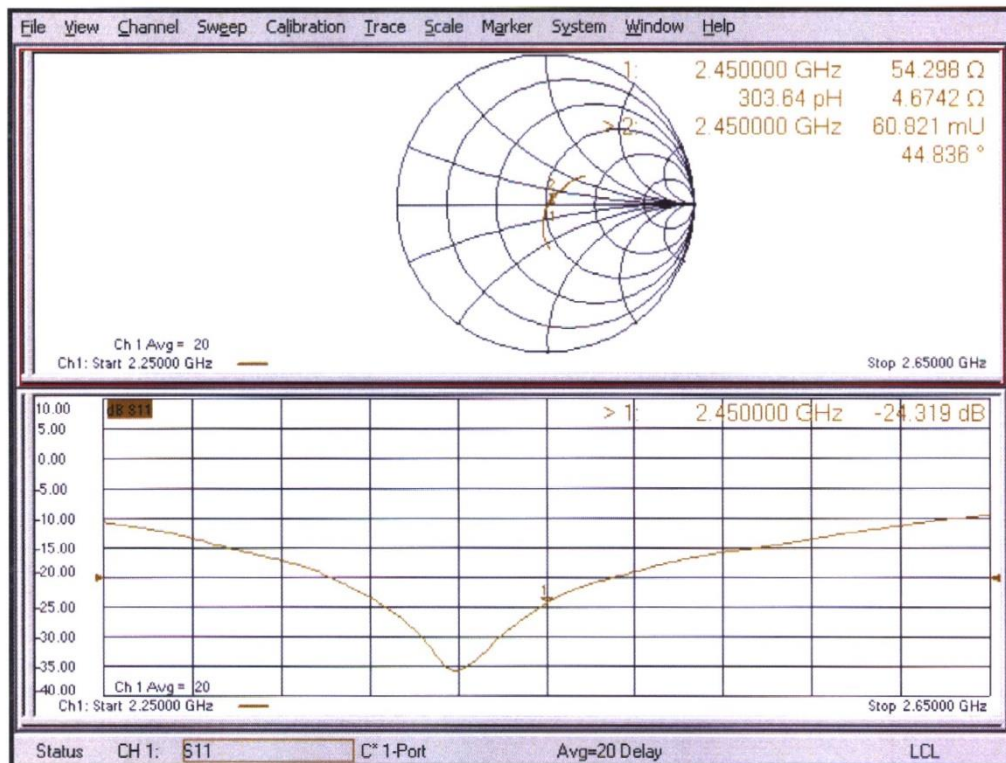 File View Channel Sweep Calibration Trace Scale Marker System Window Help
1: 2.450000 GHz 54.298 Ω
303.64 pH 4.6742 Ω
> 2: 2.450000 GHz 60.821 mU
44.836 °
2
1
Ch 1 Avg = 20
Ch1: Start 2.25000 GHz Stop 2.65000 GHz
10.00 dB S11 > 1: 2.450000 GHz -24.319 dB
5.00
0.00
-5.00
-10.00
-15.00
-20.00
-25.00 1
-30.00
-35.00
-40.00
Ch 1 Avg = 20
Ch1: Start 2.25000 GHz Stop 2.65000 GHz
Status CH 1: S11 C* 1-Port Avg=20 Delay LCL